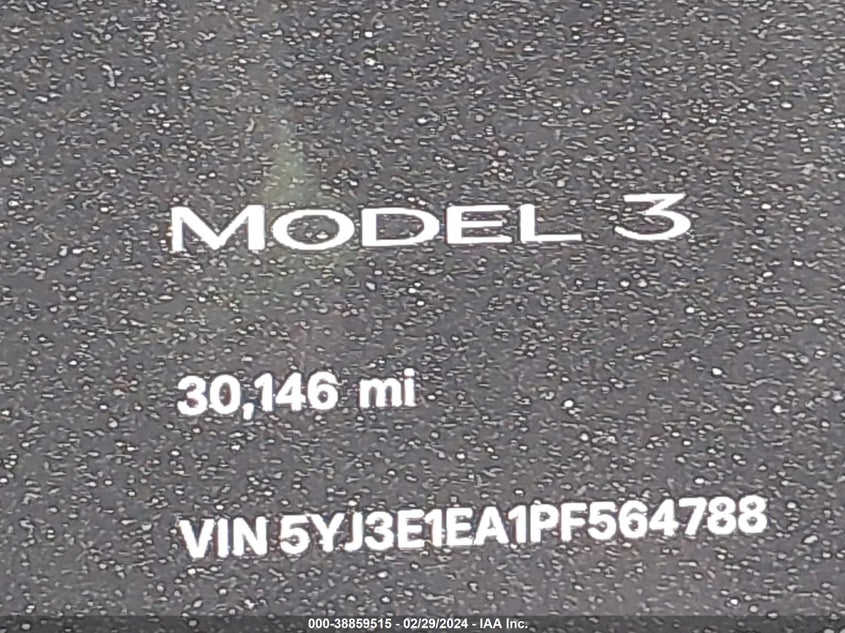 MODEL 3
30,146 mi
VIN 5YJ3E1EA1PF564788
000-38859515 - 02/29/2024 - IAA Inc.